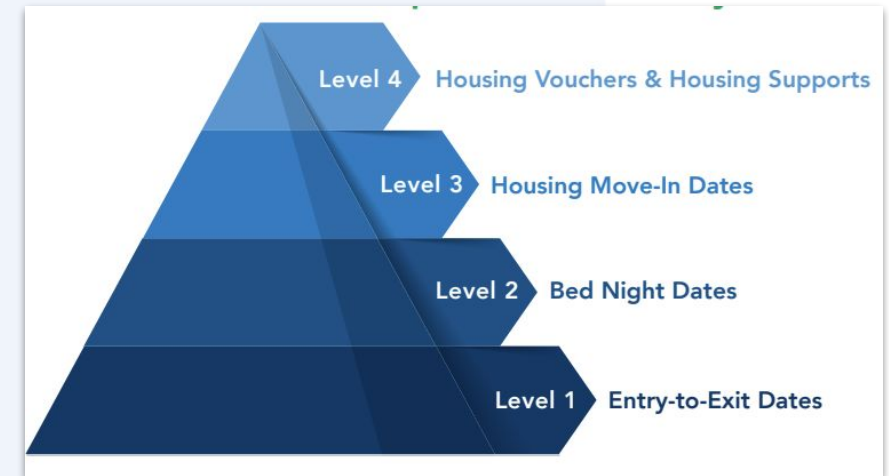 Level 4 Housing Vouchers & Housing Supports
Level 3 Housing Move-In Dates
Level 2 Bed Night Dates
Level 1 Entry-to-Exit Dates